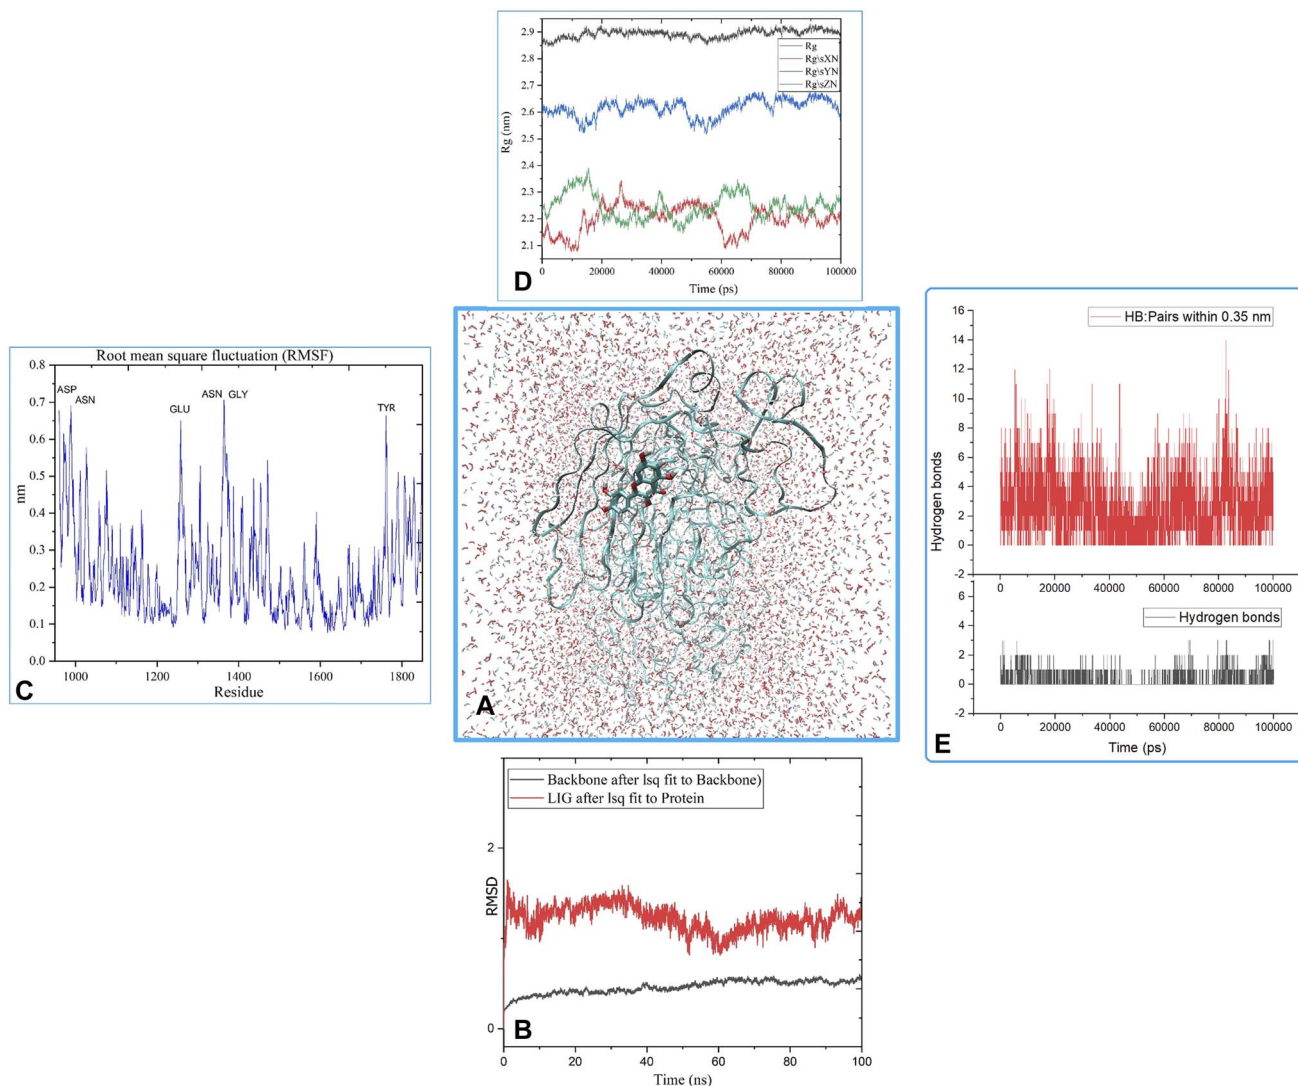 2.9
2.8
2.7
2.6
2.5
2.4
2.3
2.2
2.1
Rg (nm)
Rg
Rg\sXN
Rg\sYN
Rg\sZN
0 20000 40000 60000 80000 100000
Time (ps)
D
Root mean square fluctuation (RMSF)
0.8
0.7
0.6
0.5
0.4
0.3
0.2
0.1
0.0
nm
ASP
ASN
GLU
ASN GLY
TYR
1000 1200 1400 1600 1800
Residue
C
A
16
14
12
10
8
6
4
2
0
-2
HB:Pairs within 0.35 nm
Hydrogen bonds
6
4
2
0
-2
Hydrogen bonds
0 20000 40000 60000 80000 100000
Time (ps)
E
Backbone after lsq fit to Backbone)
LIG after lsq fit to Protein
2
0
RMSD
0 20 40 60 80 100
Time (ns)
B